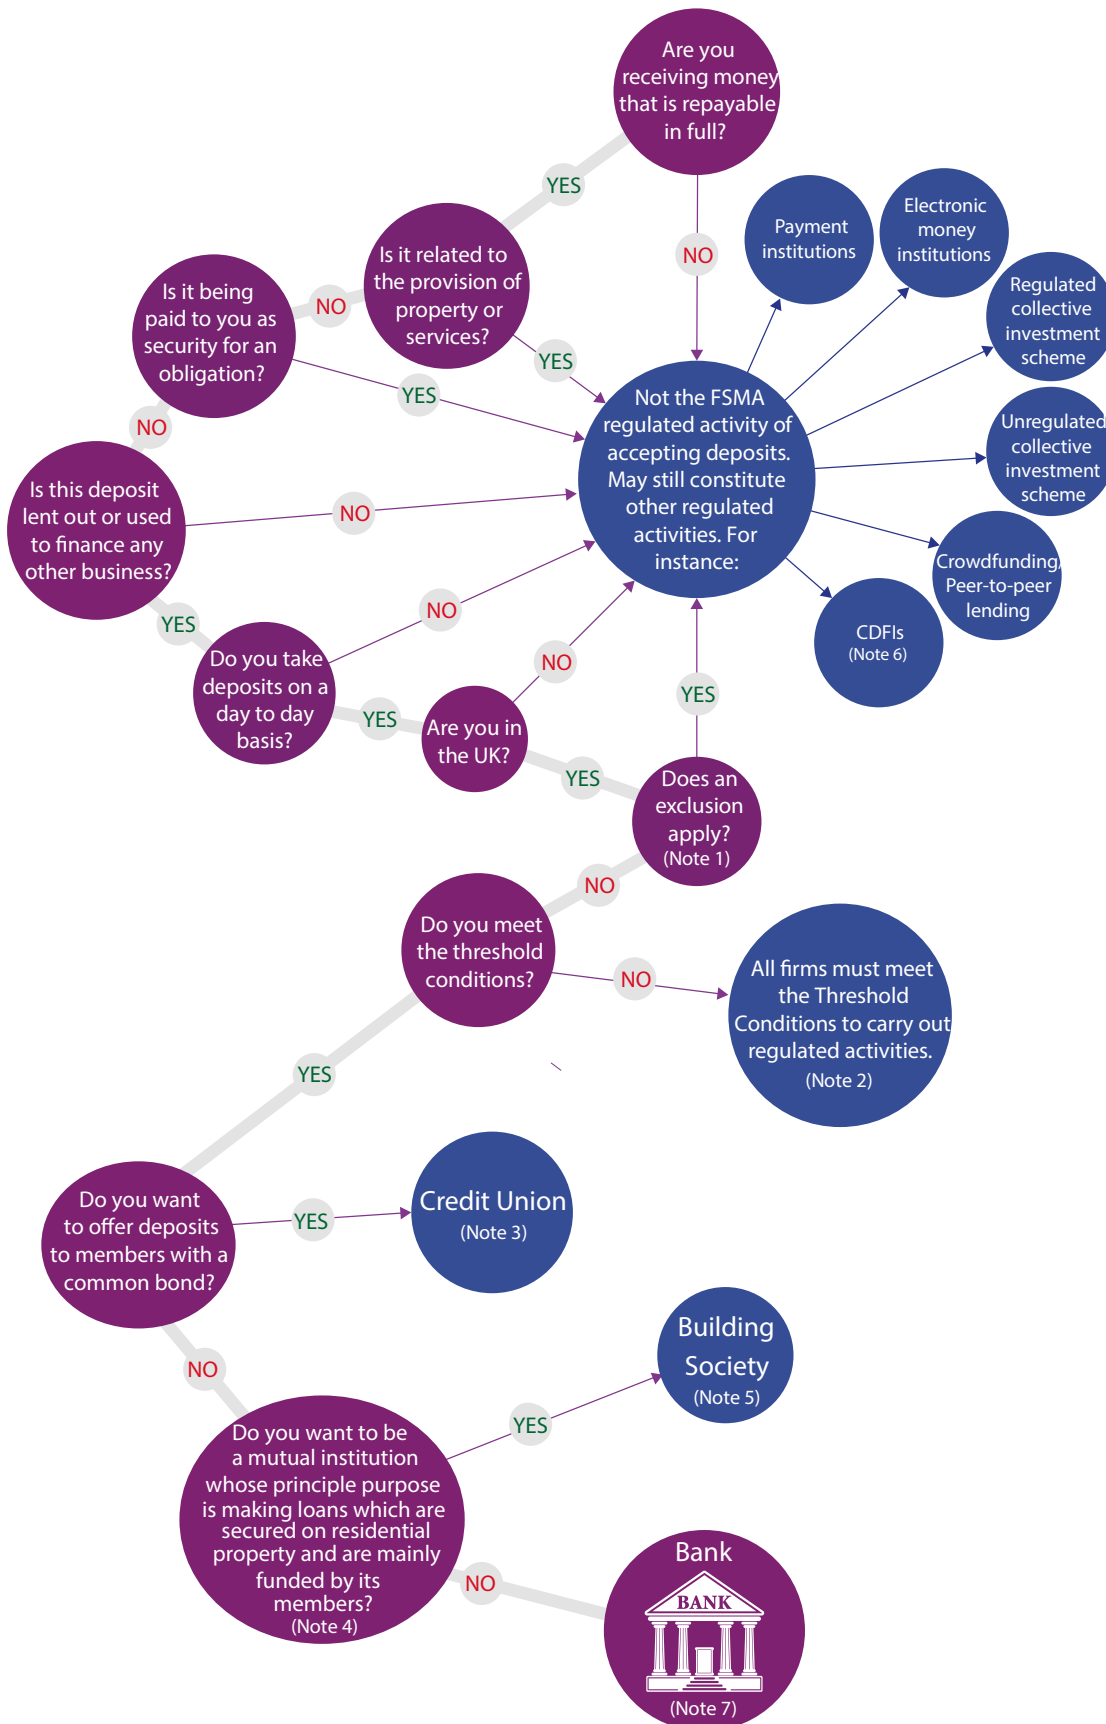 Are you
receiving money
that is repayable
in full?
YES
NO
Is it related to
the provision of
property or
services?
NO
YES
Is it being
paid to you as
security for an
obligation?
YES
NO
Payment
institutions
Electronic
money
institutions
Regulated
collective
investment
scheme
Unregulated
collective
investment
scheme
Crowdfunding/
Peer-to-peer
lending
CDFIs
(Note 6)
Not the FSMA
regulated activity of
accepting deposits.
May still constitute
other regulated
activities. For
instance:
Is this deposit
lent out or used
to finance any
other business?
NO
YES
Do you take
deposits on a
day to day
basis?
NO
YES
Are you in
the UK?
NO
YES
Does an
exclusion
apply?
(Note 1)
YES
NO
Do you meet
the threshold
conditions?
NO
All firms must meet
the Threshold
Conditions to carry out
regulated activities.
(Note 2)
YES
Do you want
to offer deposits
to members with a
common bond?
YES
Credit Union
(Note 3)
NO
Do you want to be
a mutual institution
whose principle purpose
is making loans which are
secured on residential
property and are mainly
funded by its
members?
(Note 4)
YES
Building
Society
(Note 5)
NO
Bank
BANK
(Note 7)